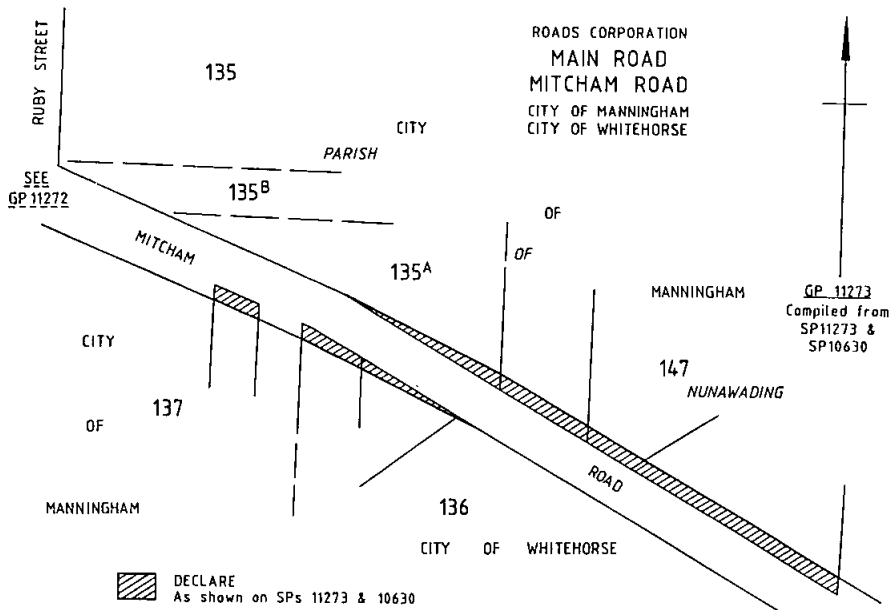 ROADS CORPORATION
MAIN ROAD
MITCHAM ROAD
CITY OF MANNINGHAM
CITY OF WHITEHORSE
RUBY STREET
135
CITY
PARISH
SEE
GP 11272
135B
OF
OF
MITCHAM
135A
MANNINGHAM
GP 11273
Compiled from
SP11273 &
SP10630
CITY
147
NUNAWADING
137
OF
ROAD
MANNINGHAM
136
CITY OF WHITEHORSE
DECLARE
As shown on SPs 11273 & 10630